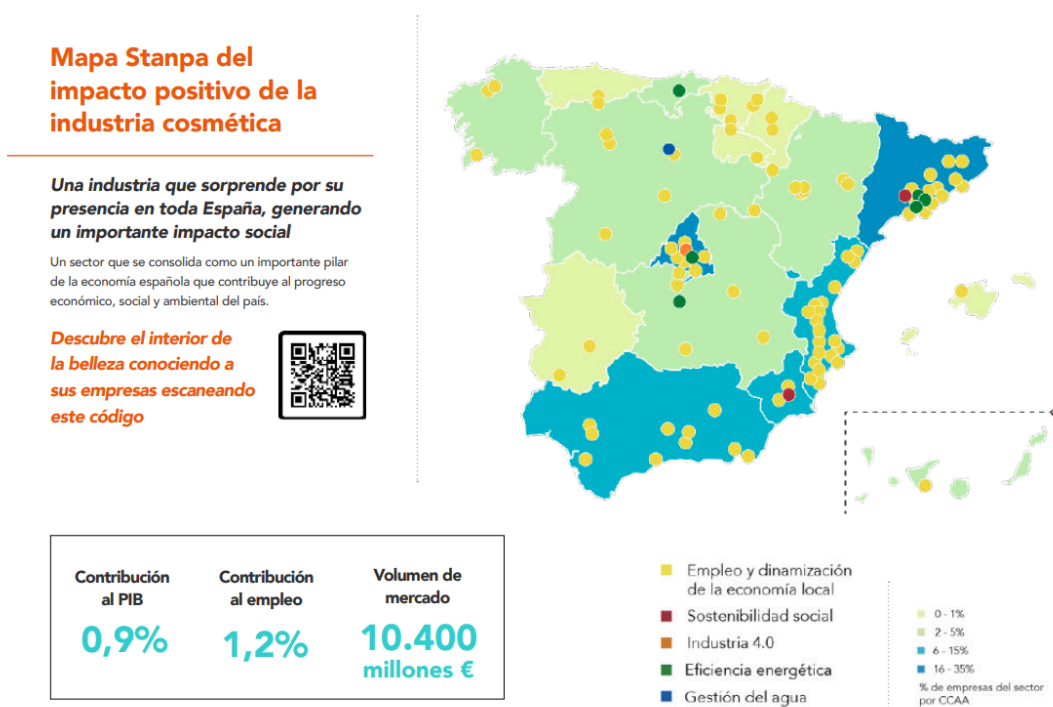 Mapa Stanpa del
impacto positivo de la
industria cosmética
Una industria que sorprende por su
presencia en toda España, generando
un importante impacto social
Un sector que se consolida como un importante pilar
de la economía española que contribuye al progreso
económico, social y ambiental del país.
Descubre el interior de
la belleza conociendo a
sus empresas escaneando
este código
Contribución
al PIB
0,9%
Contribución
al empleo
1,2%
Volumen de
mercado
10.400
millones €
Empleo y dinamización
de la economía local
Sostenibilidad social
Industria 4.0
Eficiencia energética
Gestión del agua
0 - 1%
2 - 5%
6 - 15%
16 - 35%
% de empresas del sector
por CCAA